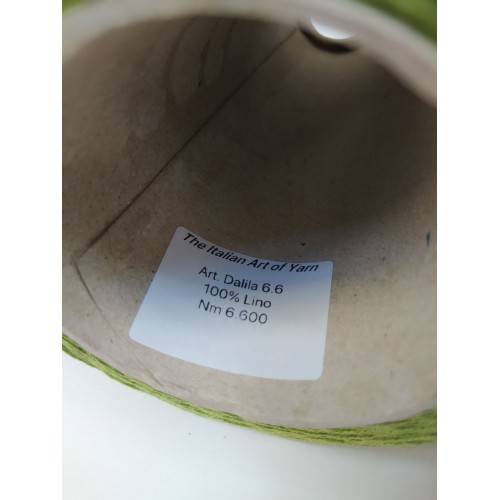 The Italian Art of Yarn
Art. Dalila 6.6
100% Lino
Nm 6.600